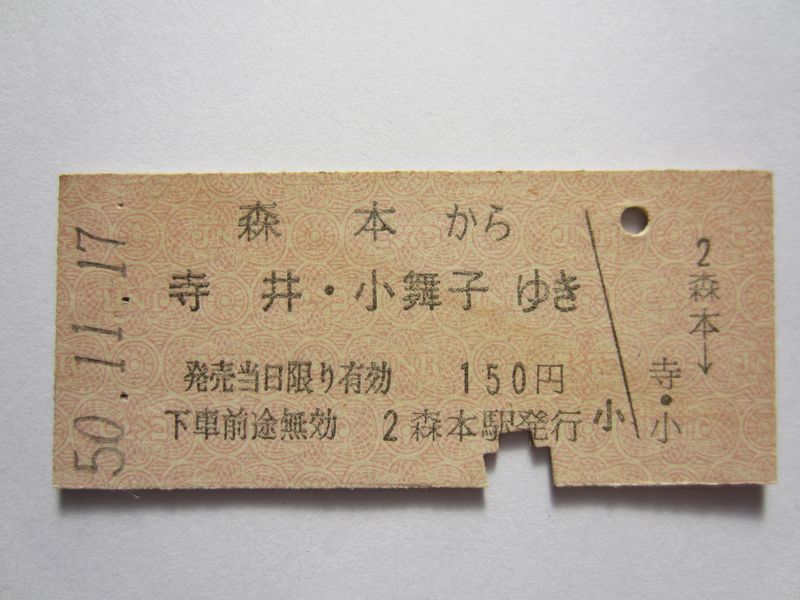 50.11.17
森本から
寺井・小舞子ゆき
発売当日限り有効 150円
下車前途無効 2 森本駅発行 小
2
森本→
寺・小